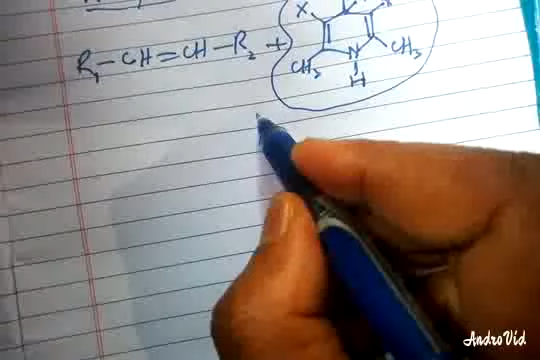 X
R₁-CH=CH-R₂ +
CH₃ N CH₃
H
AndroVid